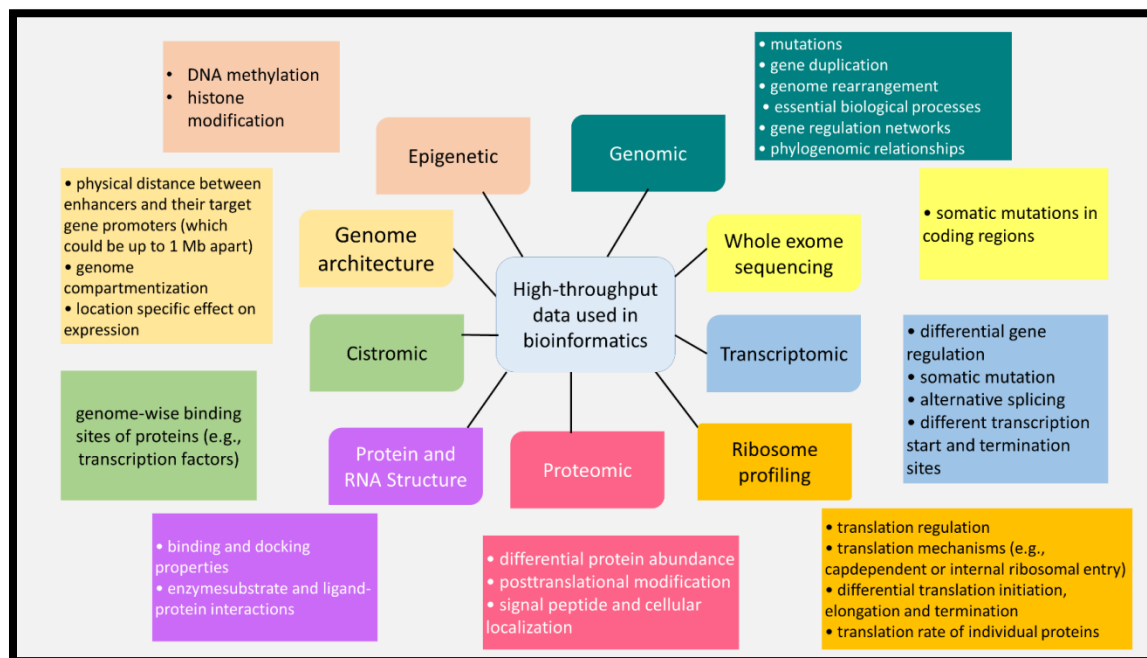 • DNA methylation
• histone
modification
• mutations
• gene duplication
• genome rearrangement
• essential biological processes
• gene regulation networks
• phylogenomic relationships
Epigenetic
Genomic
• physical distance between
enhancers and their target
gene promoters (which
could be up to 1 Mb apart)
• genome
compartmentization
• location specific effect on
expression
Genome
architecture
Whole exome
sequencing
• somatic mutations in
coding regions
High-throughput
data used in
bioinformatics
Cistromic
Transcriptomic
• differential gene
regulation
• somatic mutation
• alternative splicing
• different transcription
start and termination
sites
genome-wise binding
sites of proteins (e.g.,
transcription factors)
Protein and
RNA Structure
Proteomic
Ribosome
profiling
• binding and docking
properties
• enzymesubstrate and ligand-
protein interactions
• differential protein abundance
• posttranslational modification
• signal peptide and cellular
localization
• translation regulation
• translation mechanisms (e.g.,
capdependent or internal ribosomal entry)
• differential translation initiation,
elongation and termination
• translation rate of individual proteins